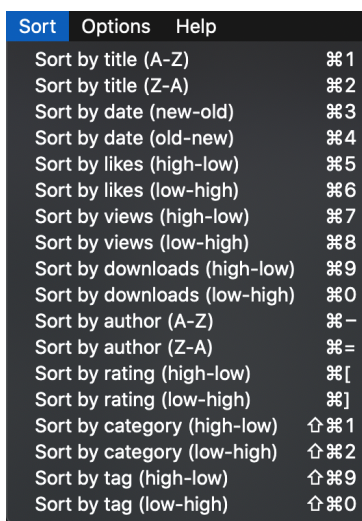 Sort Options Help
Sort by title (A-Z) ⌘1
Sort by title (Z-A) ⌘2
Sort by date (new-old) ⌘3
Sort by date (old-new) ⌘4
Sort by likes (high-low) ⌘5
Sort by likes (low-high) ⌘6
Sort by views (high-low) ⌘7
Sort by views (low-high) ⌘8
Sort by downloads (high-low) ⌘9
Sort by downloads (low-high) ⌘0
Sort by author (A-Z) ⌘−
Sort by author (Z-A) ⌘=
Sort by rating (high-low) ⌘[
Sort by rating (low-high) ⌘]
Sort by category (high-low) ⇧⌘1
Sort by category (low-high) ⇧⌘2
Sort by tag (high-low) ⇧⌘9
Sort by tag (low-high) ⇧⌘0